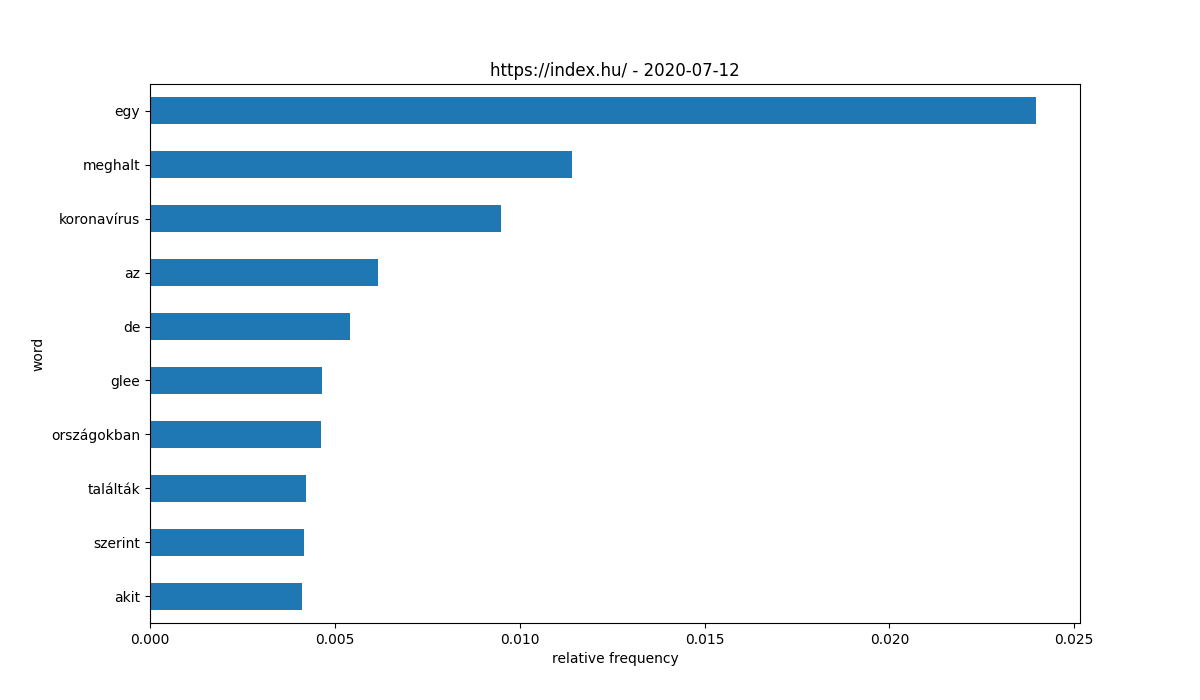 https://index.hu/ - 2020-07-12
egy
meghalt
koronavírus
az
de
glee
országokban
találták
szerint
akit
word
0.000 0.005 0.010 0.015 0.020 0.025
relative frequency